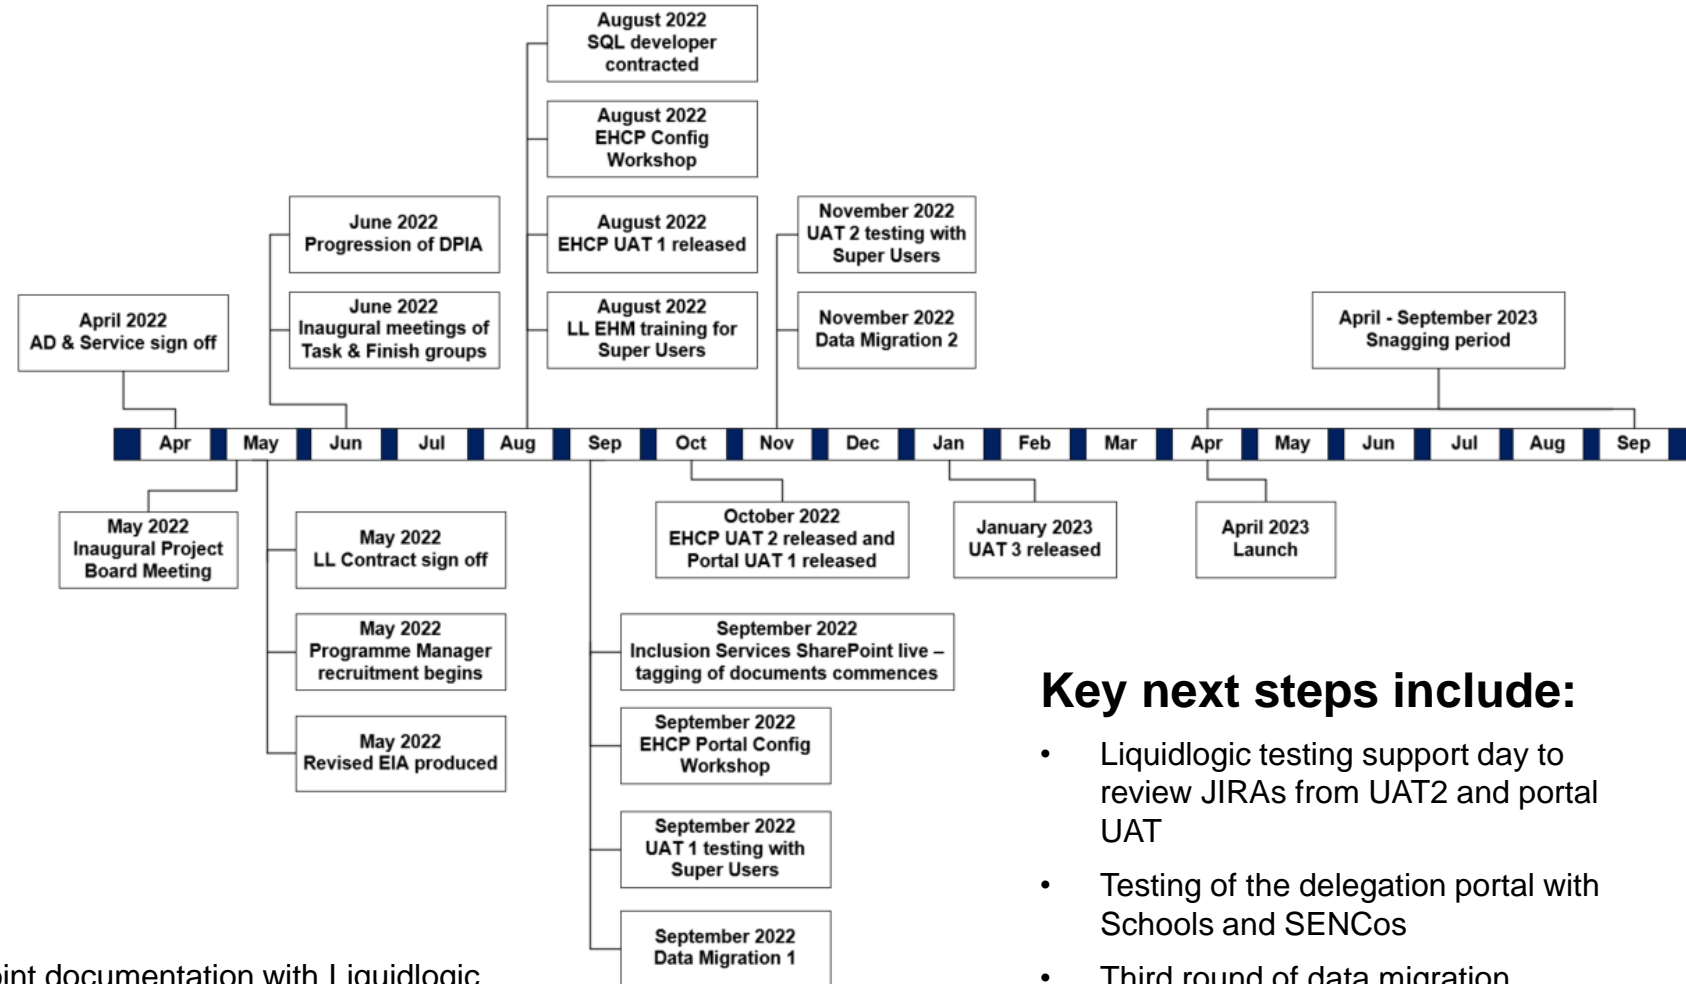 August 2022
SQL developer
contracted
August 2022
EHCP Config
Workshop
June 2022
Progression of DPIA
August 2022
EHCP UAT 1 released
November 2022
UAT 2 testing with
Super Users
April 2022
AD & Service sign off
June 2022
Inaugural meetings of
Task & Finish groups
August 2022
LL EHM training for
Super Users
November 2022
Data Migration 2
April - September 2023
Snagging period
Apr May Jun Jul Aug Sep Oct Nov Dec Jan Feb Mar Apr May Jun Jul Aug Sep
May 2022
Inaugural Project
Board Meeting
May 2022
LL Contract sign off
October 2022
EHCP UAT 2 released and
Portal UAT 1 released
January 2023
UAT 3 released
April 2023
Launch
May 2022
Programme Manager
recruitment begins
September 2022
Inclusion Services SharePoint live –
tagging of documents commences
May 2022
Revised EIA produced
September 2022
EHCP Portal Config
Workshop
September 2022
UAT 1 testing with
Super Users
September 2022
Data Migration 1
Key next steps include:
• Liquidlogic testing support day to
review JIRAs from UAT2 and portal
UAT
• Testing of the delegation portal with
Schools and SENCos
• Third round of data migration
documentation with Liquidlogic